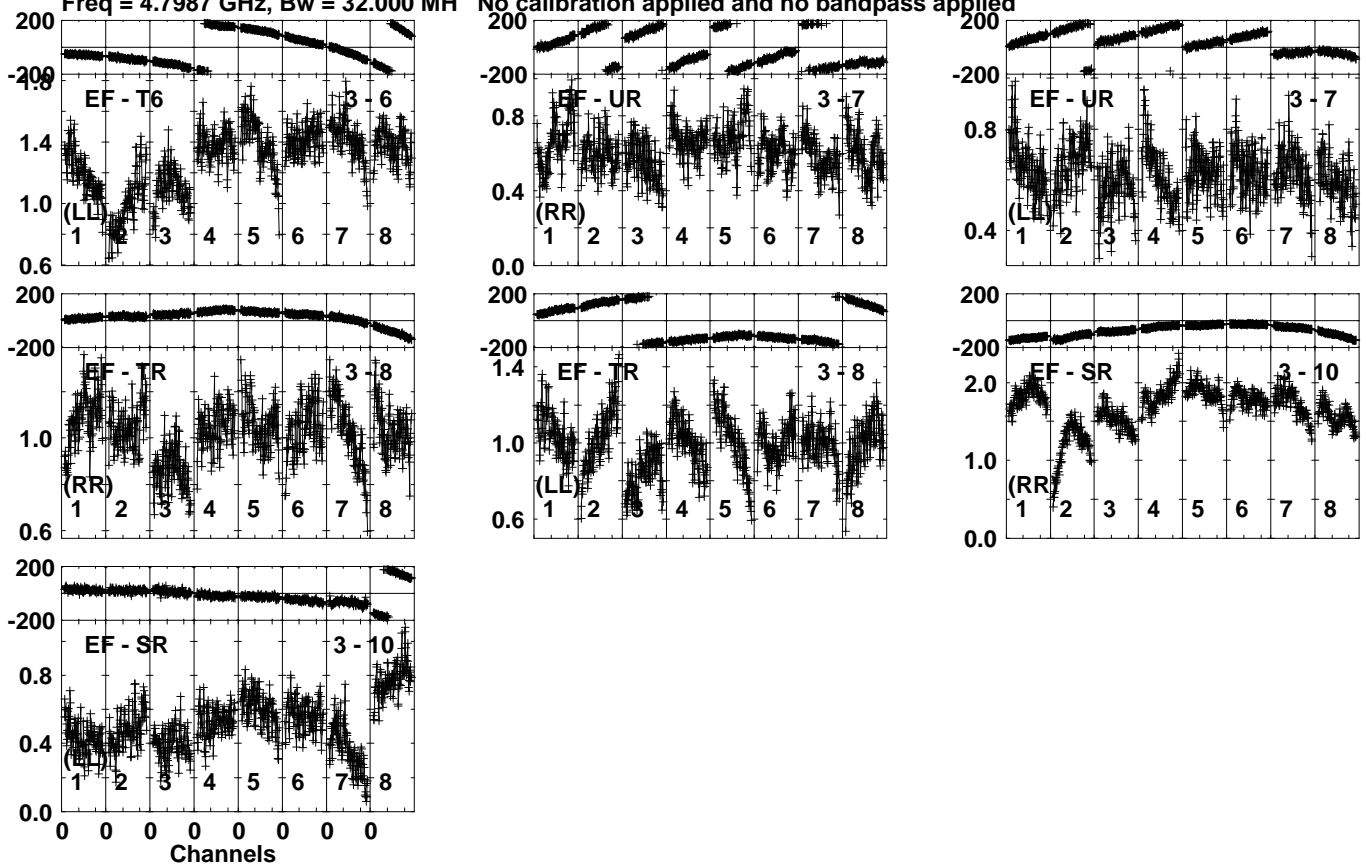 Freq = 4.7987 GHz, Bw = 32.000 MH No calibration applied and no bandpass applied
200
-200
1.8
1.4
1.0
0.6
EF - T6 3 - 6
(LL)
1 2 3 4 5 6 7 8
200
-200
0.8
0.4
0.0
EF - UR 3 - 7
(RR)
1 2 3 4 5 6 7 8
200
-200
0.8
0.4
EF - UR 3 - 7
(LL)
1 2 3 4 5 6 7 8
200
-200
1.0
0.6
EF - TR 3 - 8
(RR)
1 2 3 4 5 6 7 8
200
-200
1.4
1.0
0.6
EF - TR 3 - 8
(LL)
1 2 3 4 5 6 7 8
200
-200
2.0
1.0
0.0
EF - SR 3 - 10
(RR)
1 2 3 4 5 6 7 8
200
-200
0.8
0.4
0.0
EF - SR 3 - 10
(LL)
1 2 3 4 5 6 7 8
0 0 0 0 0 0 0 0
Channels